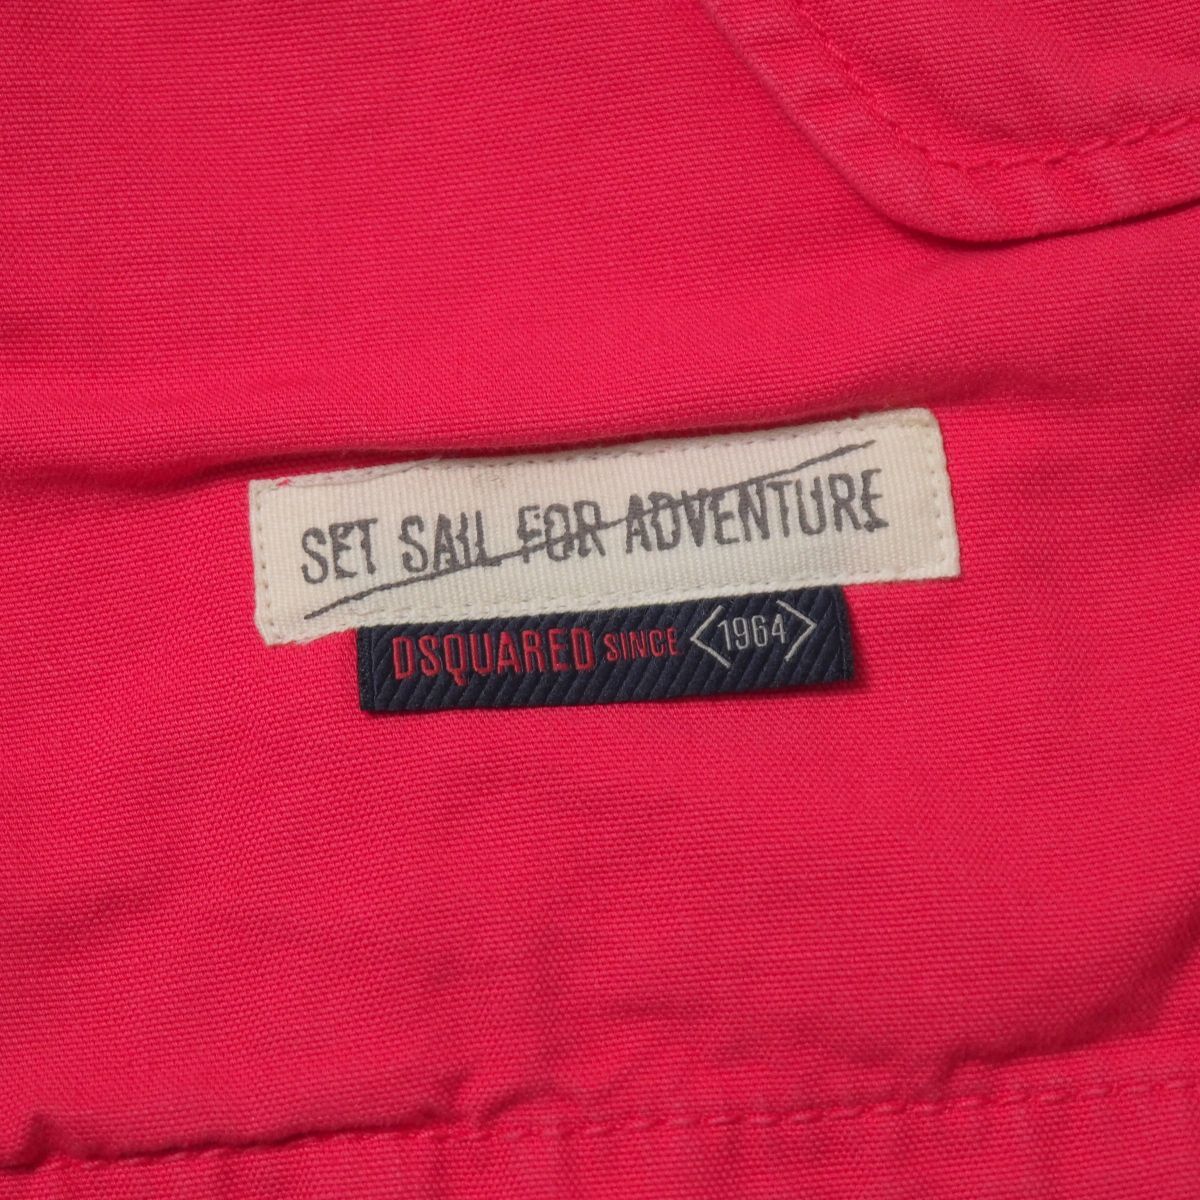 SET SAIL FOR ADVENTURE
DSQUARED SINCE <1964>